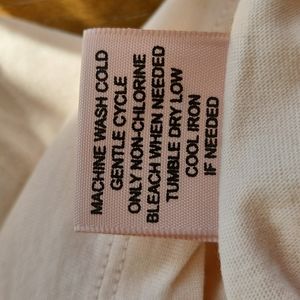 MACHINE WASH COLD
GENTLE CYCLE
ONLY NON-CHLORINE
BLEACH WHEN NEEDED
TUMBLE DRY LOW
COOL IRON
IF NEEDED